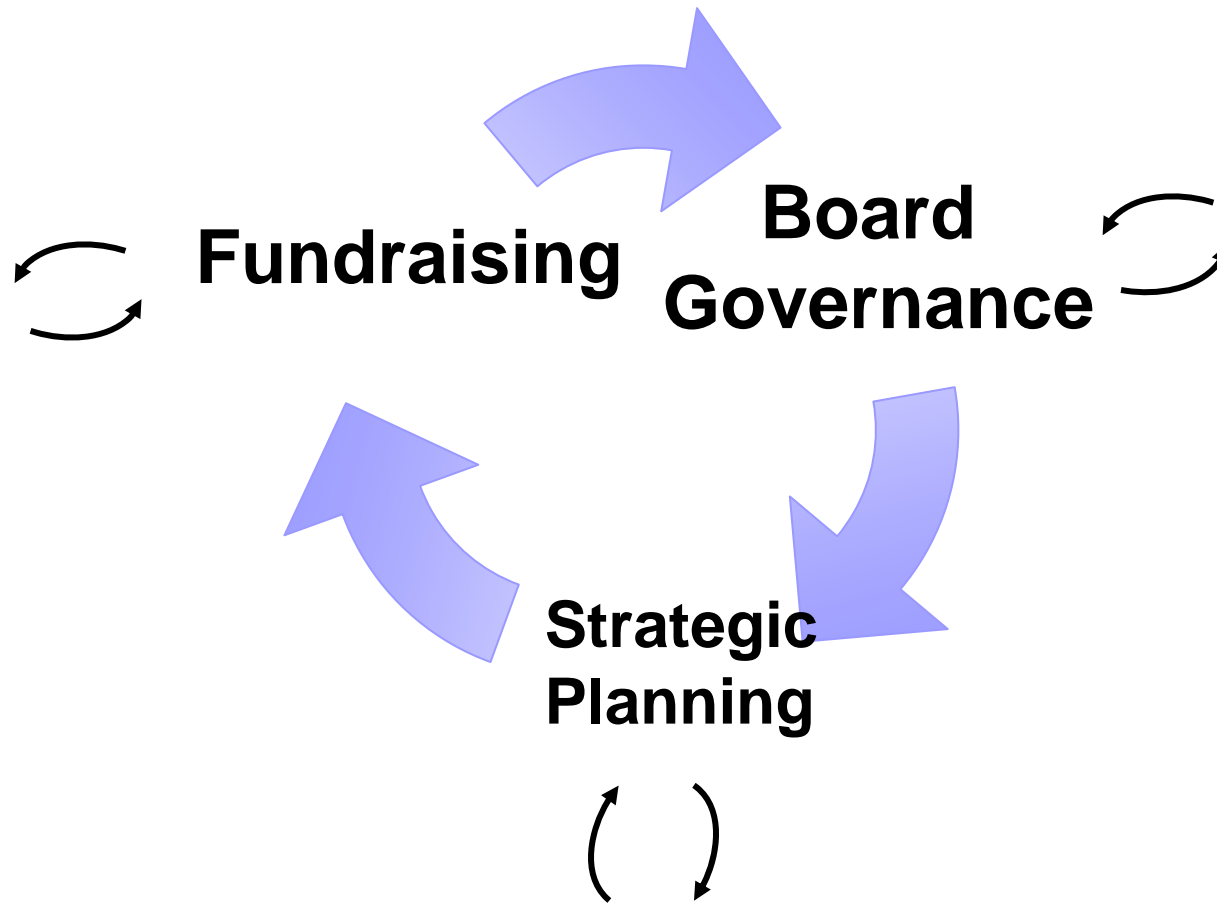 Fundraising
Board
Governance
Strategic
Planning